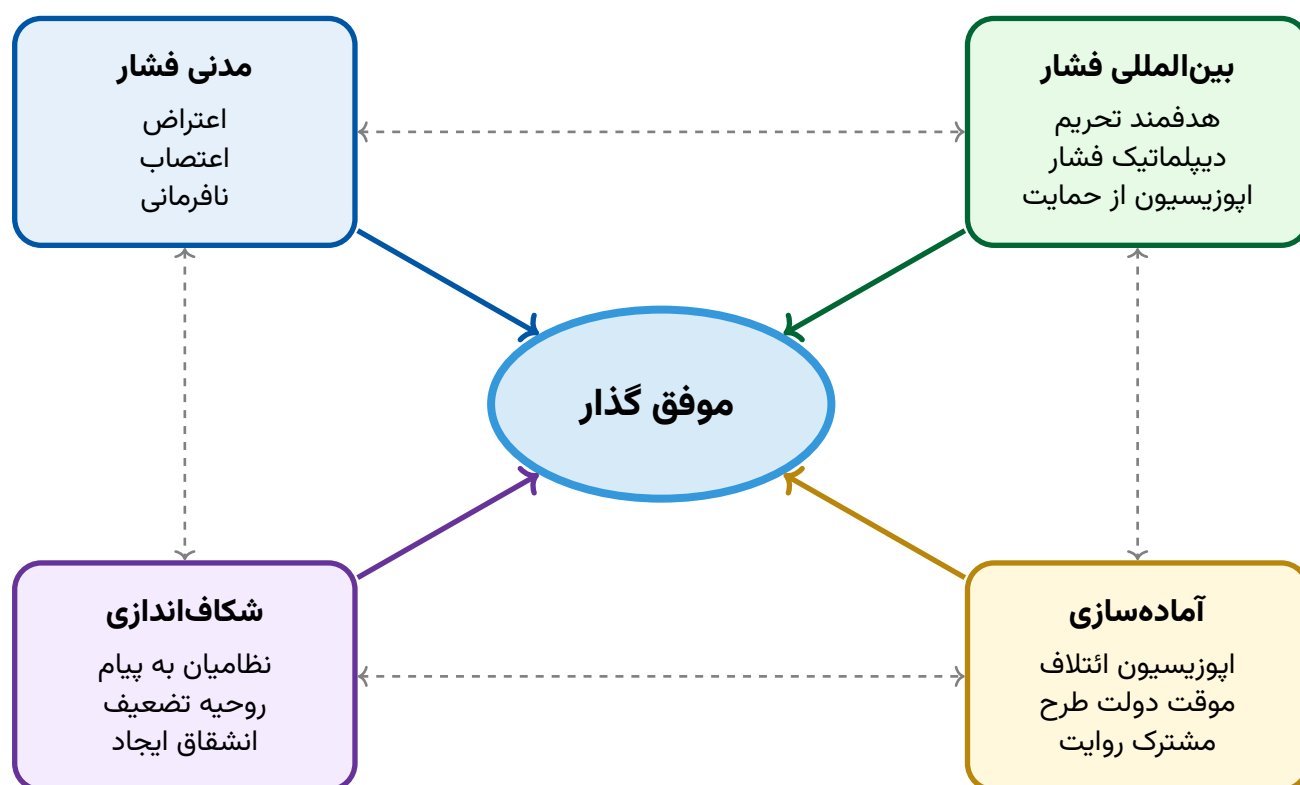 بین‌المللی فشار
هدفمند تحریم
دیپلماتیک فشار
اپوزیسیون از حمایت
مدنی فشار
اعتراض
اعتصاب
نافرمانی
موفق گذار
آماده‌سازی
اپوزیسیون ائتلاف
موقت دولت طرح
مشترک روایت
شکاف‌اندازی
نظامیان به پیام
روحیه تضعیف
انشقاق ایجاد